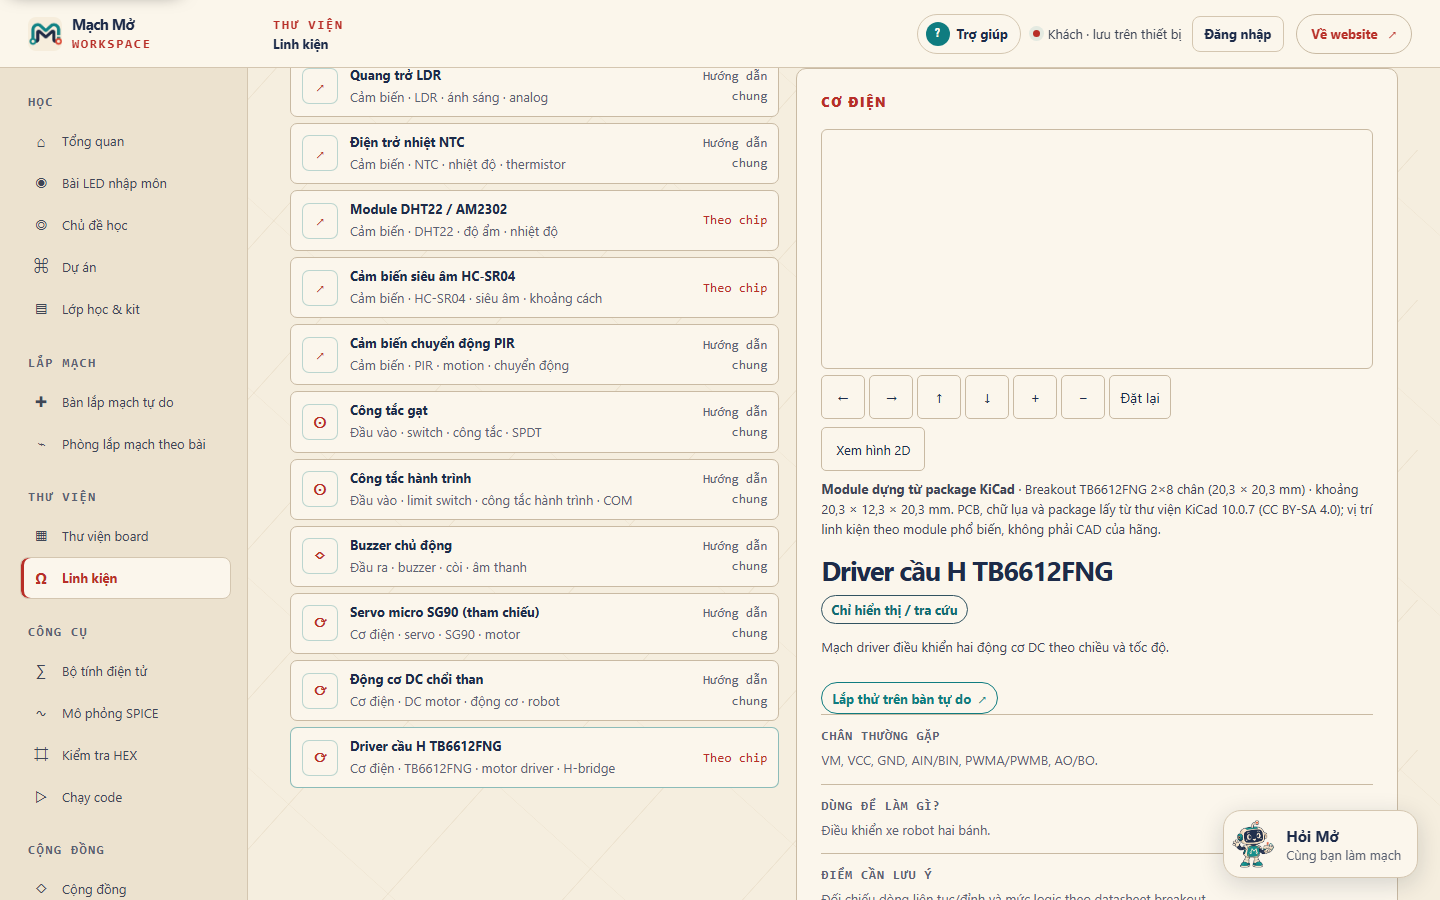 Mạch Mở
WORKSPACE
THƯ VIỆN
Linh kiện
? Trợ giúp
Khách · lưu trên thiết bị
Đăng nhập
Về website ↗
HỌC
Tổng quan
Bài LED nhập môn
Chủ đề học
Dự án
Lớp học & kit
LẮP MẠCH
Bàn lắp mạch tự do
Phòng lắp mạch theo bài
THƯ VIỆN
Thư viện board
Ω Linh kiện
CÔNG CỤ
∑ Bộ tính điện tử
∿ Mô phỏng SPICE
Kiểm tra HEX
▷ Chạy code
CỘNG ĐỒNG
◇ Cộng đồng
Quang trở LDR
Cảm biến · LDR · ánh sáng · analog
Hướng dẫn
chung
Điện trở nhiệt NTC
Cảm biến · NTC · nhiệt độ · thermistor
Hướng dẫn
chung
Module DHT22 / AM2302
Cảm biến · DHT22 · độ ẩm · nhiệt độ
Theo chip
Cảm biến siêu âm HC-SR04
Cảm biến · HC-SR04 · siêu âm · khoảng cách
Theo chip
Cảm biến chuyển động PIR
Cảm biến · PIR · motion · chuyển động
Hướng dẫn
chung
Công tắc gạt
Đầu vào · switch · công tắc · SPDT
Hướng dẫn
chung
Công tắc hành trình
Đầu vào · limit switch · công tắc hành trình · COM
Hướng dẫn
chung
Buzzer chủ động
Đầu ra · buzzer · còi · âm thanh
Hướng dẫn
chung
Servo micro SG90 (tham chiếu)
Cơ điện · servo · SG90 · motor
Hướng dẫn
chung
Động cơ DC chổi than
Cơ điện · DC motor · động cơ · robot
Hướng dẫn
chung
Driver cầu H TB6612FNG
Cơ điện · TB6612FNG · motor driver · H-bridge
Theo chip
CƠ ĐIỆN
← → ↑ ↓ + − Đặt lại
Xem hình 2D
Module dựng từ package KiCad · Breakout TB6612FNG 2×8 chân (20,3 × 20,3 mm) · khoảng
20,3 × 12,3 × 20,3 mm. PCB, chữ lụa và package lấy từ thư viện KiCad 10.0.7 (CC BY-SA 4.0); vị trí
linh kiện theo module phổ biến, không phải CAD của hãng.
Driver cầu H TB6612FNG
Chỉ hiển thị / tra cứu
Mạch driver điều khiển hai động cơ DC theo chiều và tốc độ.
Lắp thử trên bàn tự do ↗
CHÂN THƯỜNG GẶP
VM, VCC, GND, AIN/BIN, PWMA/PWMB, AO/BO.
DÙNG ĐỂ LÀM GÌ?
Điều khiển xe robot hai bánh.
ĐIỂM CẦN LƯU Ý
Đối chiếu dòng liên tục/đỉnh và mức logic theo datasheet breakout.
Hỏi Mở
Cùng bạn làm mạch